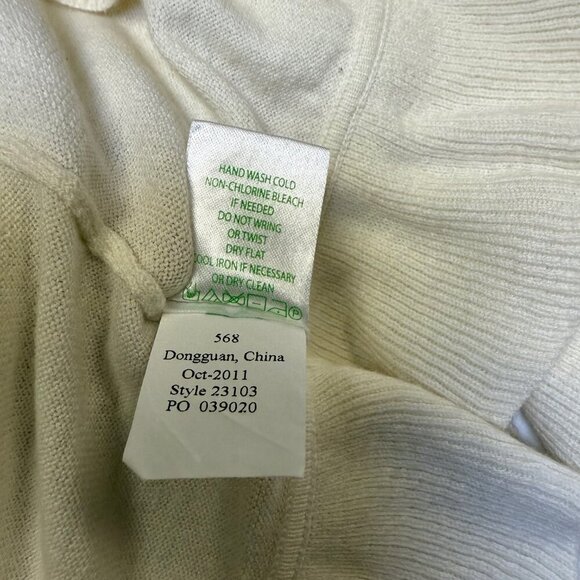 HAND WASH COLD
NON-CHLORINE BLEACH
IF NEEDED
DO NOT WRING
OR TWIST
DRY FLAT
COOL IRON IF NECESSARY
OR DRY CLEAN
P
568
Dongguan, China
Oct-2011
Style 23103
PO 039020